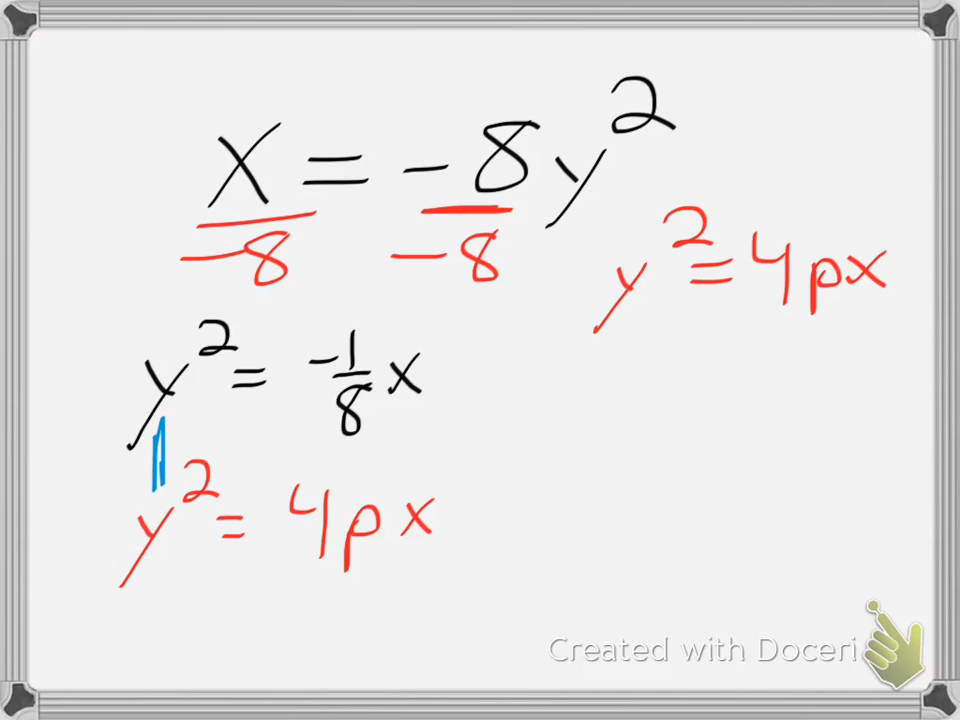 x = -8y²
-8 -8
y² = 4px
y² = -1/8 x
y² = 4px
Created with Doceri